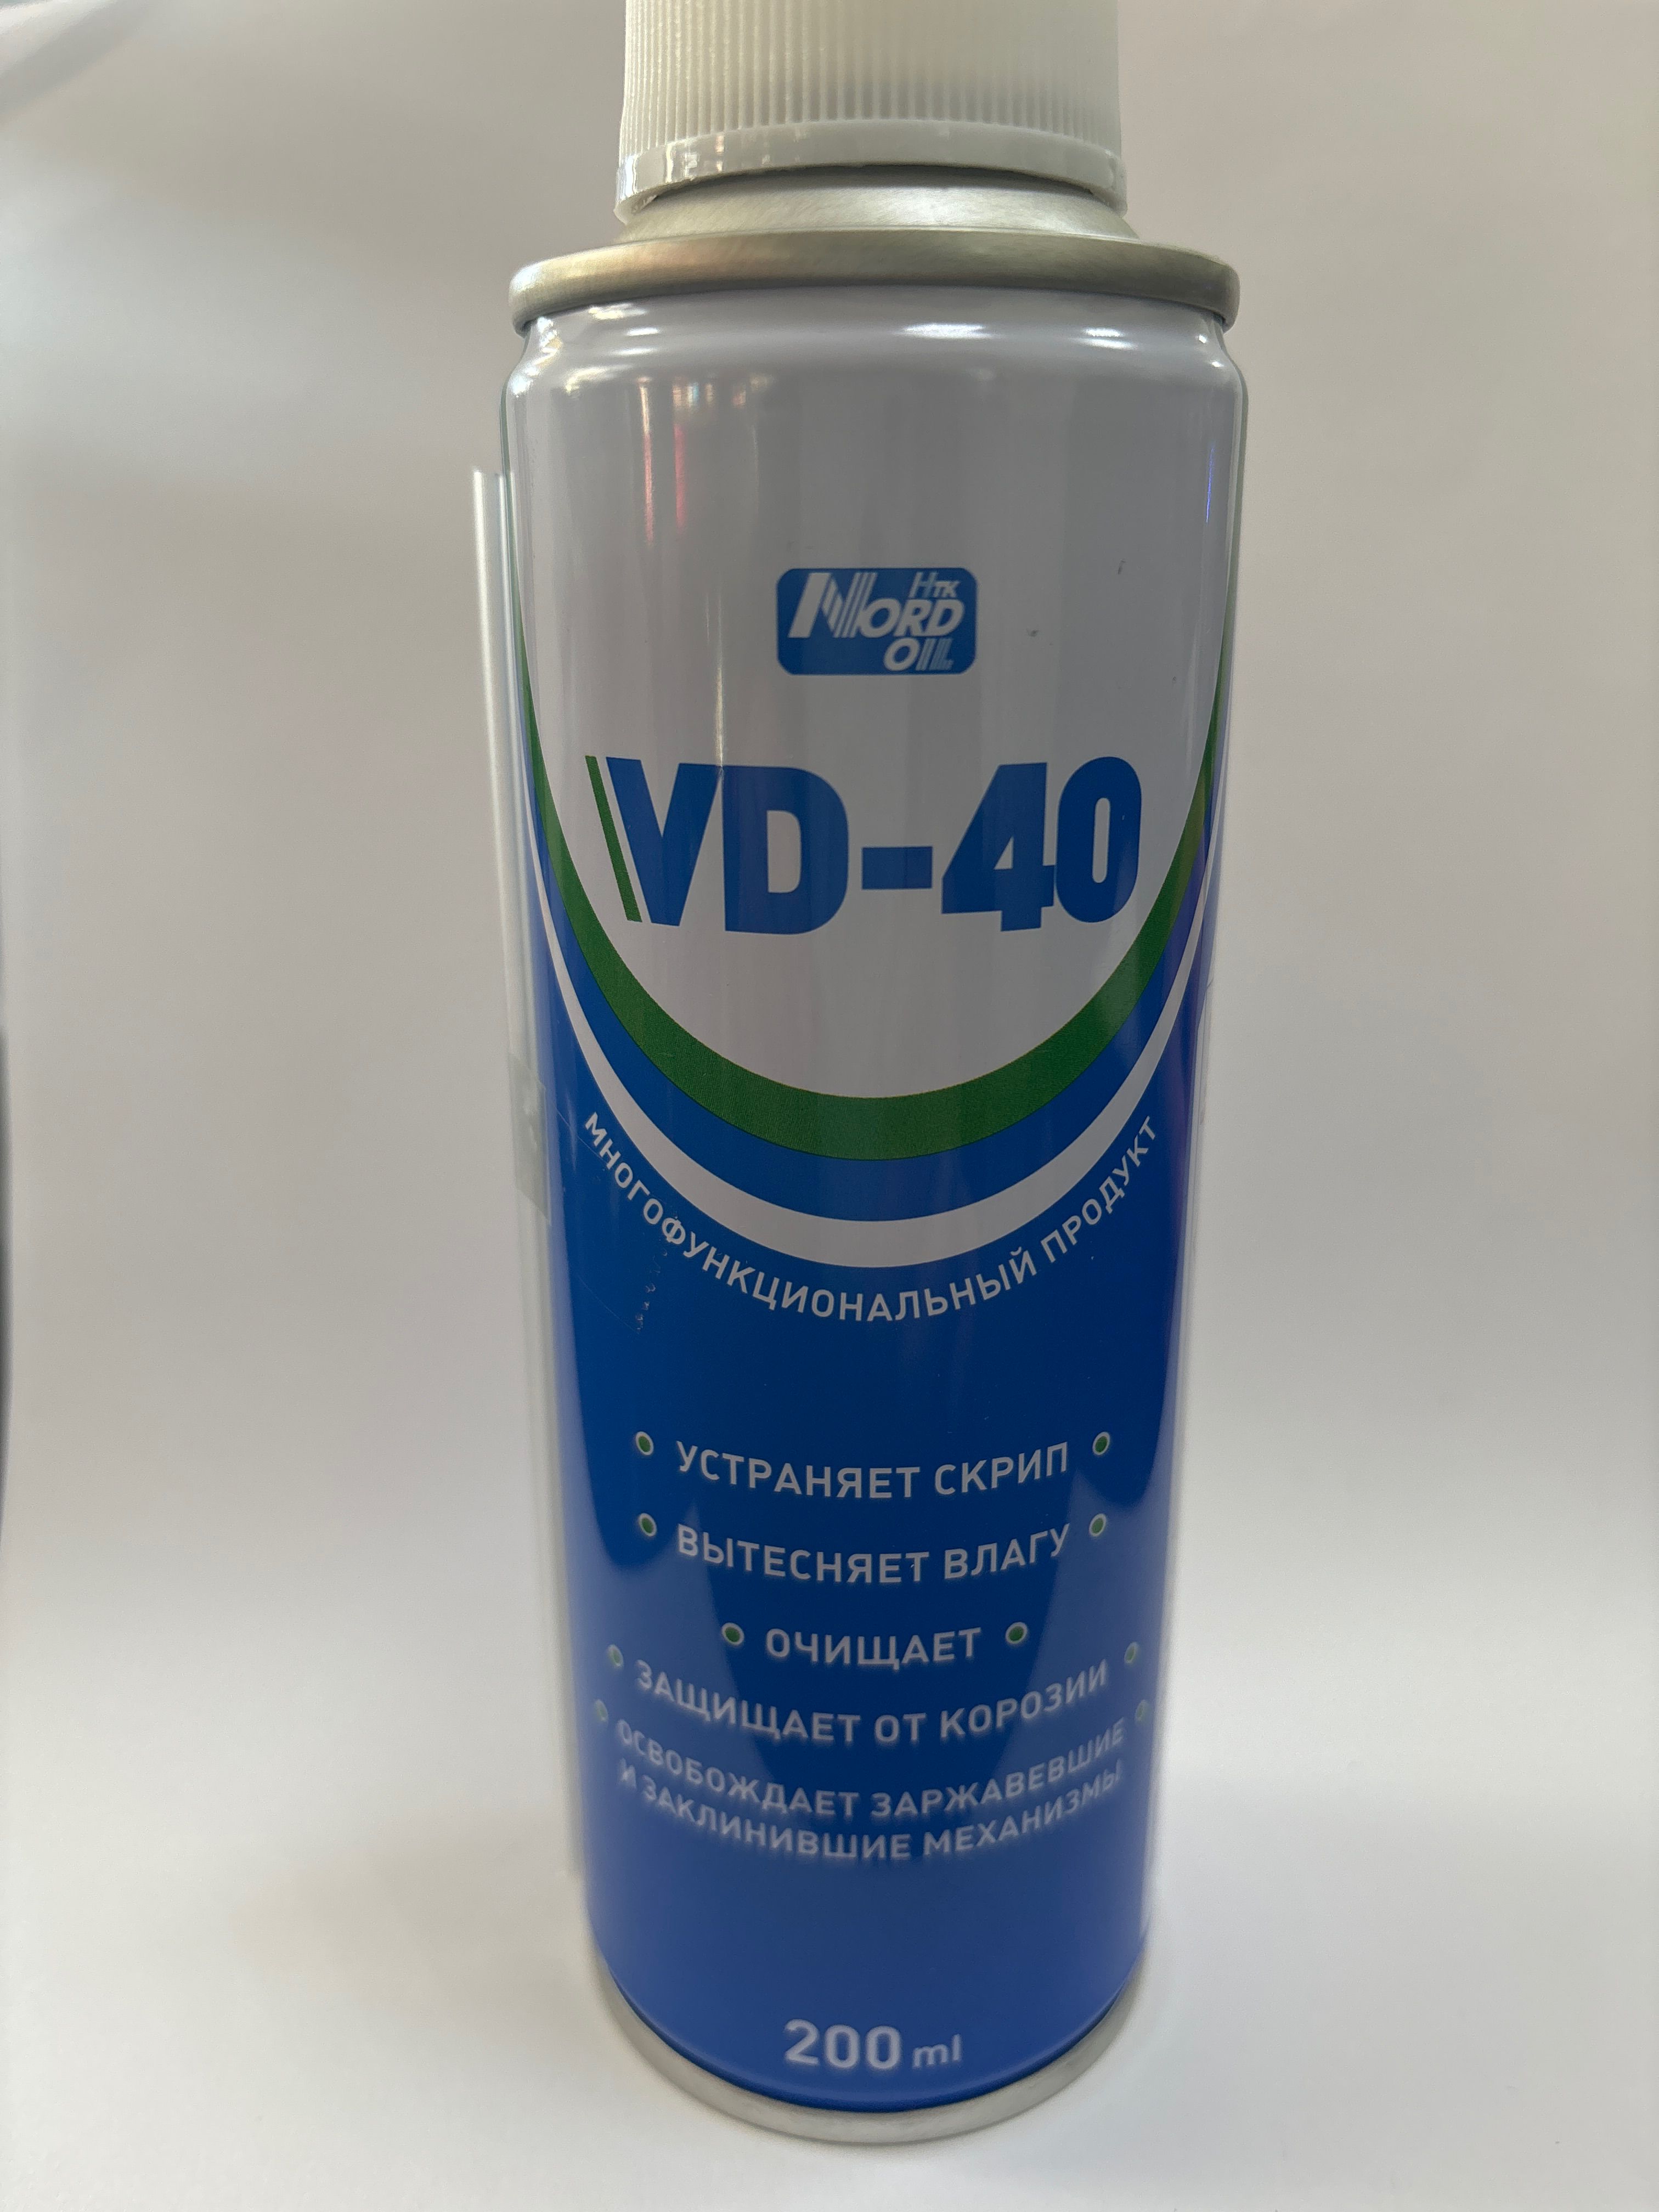 NORD НТК
OIL
VD-40
МНОГОФУНКЦИОНАЛЬНЫЙ ПРОДУКТ
• УСТРАНЯЕТ СКРИП •
• ВЫТЕСНЯЕТ ВЛАГУ •
• ОЧИЩАЕТ •
• ЗАЩИЩАЕТ ОТ КОРОЗИИ •
• ОСВОБОЖДАЕТ ЗАРЖАВЕВШИЕ •
И ЗАКЛИНИВШИЕ МЕХАНИЗМЫ
200 ml